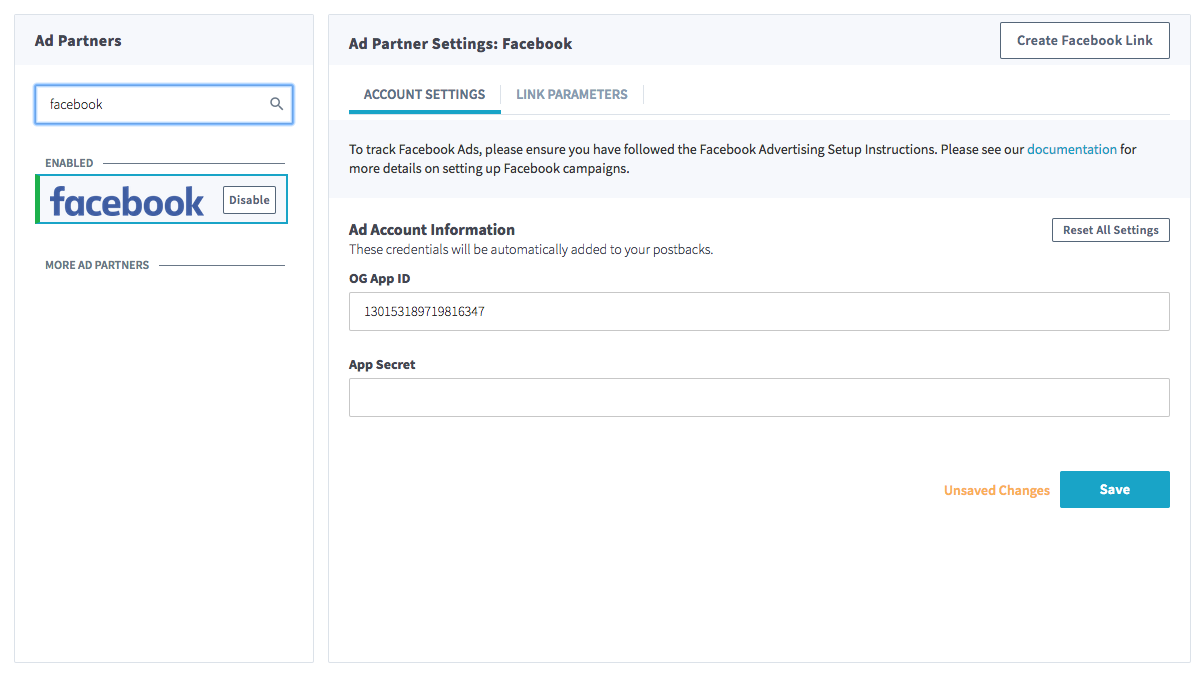 Ad Partners
facebook
ENABLED
facebook
Disable
MORE AD PARTNERS
Ad Partner Settings: Facebook
Create Facebook Link
ACCOUNT SETTINGS
LINK PARAMETERS
To track Facebook Ads, please ensure you have followed the Facebook Advertising Setup Instructions. Please see our documentation for
more details on setting up Facebook campaigns.
Ad Account Information
Reset All Settings
These credentials will be automatically added to your postbacks.
OG App ID
130153189719816347
App Secret
Unsaved Changes
Save